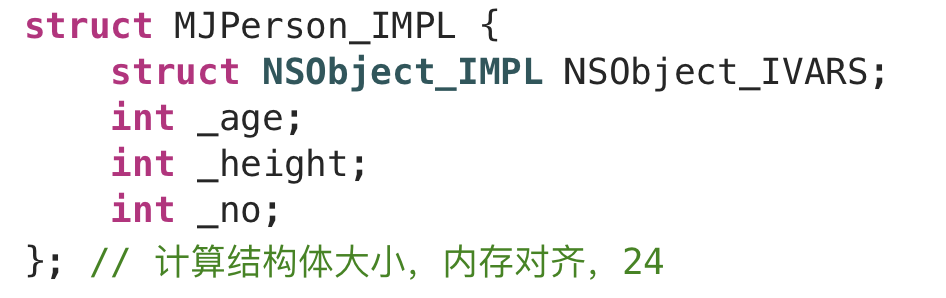 struct MJPerson_IMPL {
    struct NSObject_IMPL NSObject_IVARS;
    int _age;
    int _height;
    int _no;
}; // 计算结构体大小，内存对齐，24